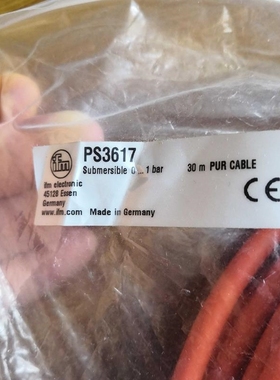 ifm
PS3617
Submersible 0...1 bar
30 m PUR CABLE
ifm electronic
45128 Essen
Germany
www.ifm.com
Made in Germany
CE